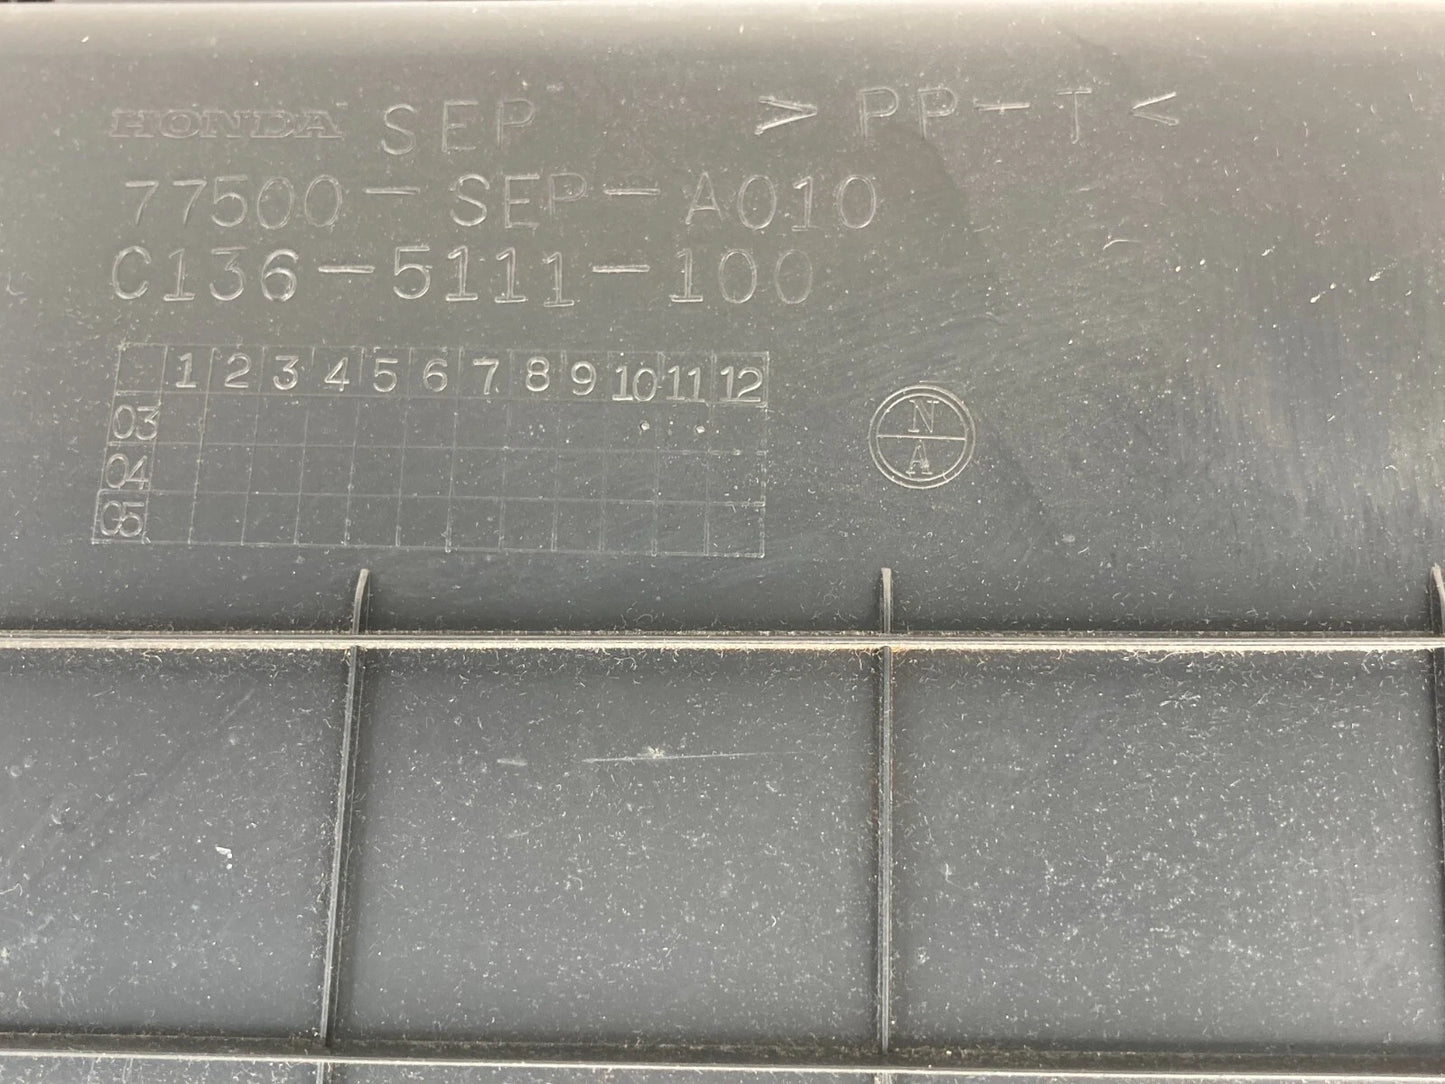 HONDA SEP > PP-T <
77500-SEP-A010
C136-5111-100
1 2 3 4 5 6 7 8 9 10 11 12
03
04
05
N
A